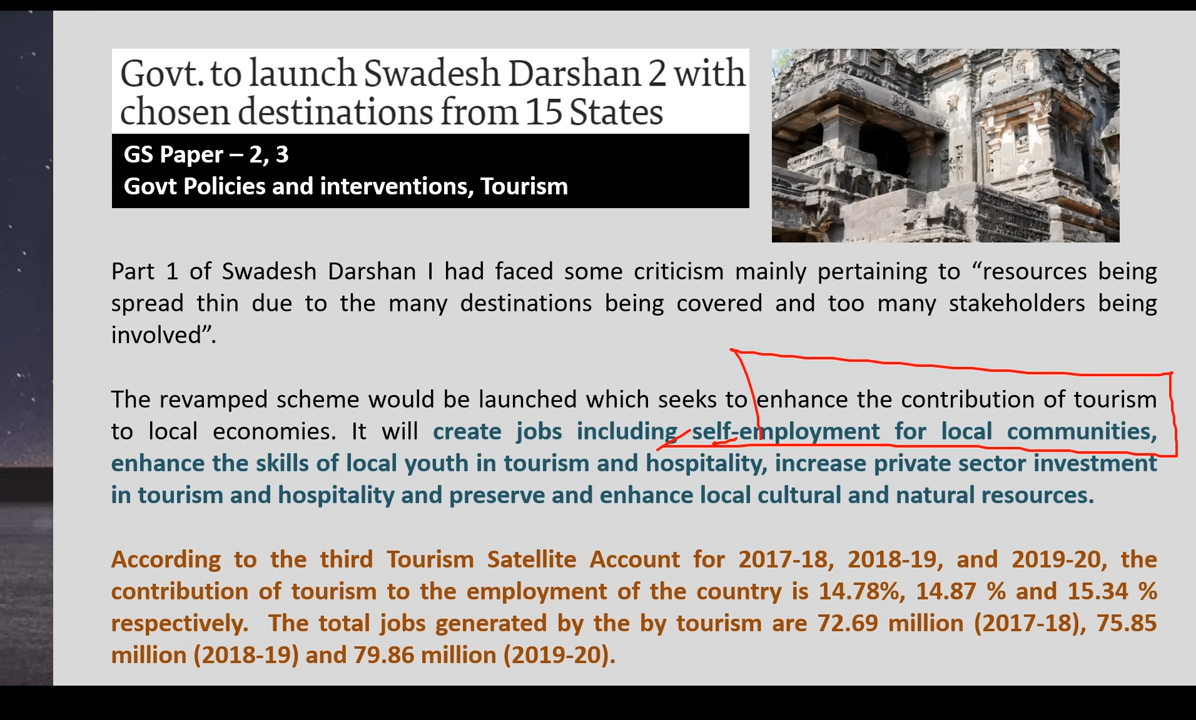 Govt. to launch Swadesh Darshan 2 with
chosen destinations from 15 States
GS Paper – 2, 3
Govt Policies and interventions, Tourism
Part 1 of Swadesh Darshan I had faced some criticism mainly pertaining to “resources being
spread thin due to the many destinations being covered and too many stakeholders being
involved”.
The revamped scheme would be launched which seeks to enhance the contribution of tourism
to local economies. It will create jobs including self-employment for local communities,
enhance the skills of local youth in tourism and hospitality, increase private sector investment
in tourism and hospitality and preserve and enhance local cultural and natural resources.
According to the third Tourism Satellite Account for 2017-18, 2018-19, and 2019-20, the
contribution of tourism to the employment of the country is 14.78%, 14.87 % and 15.34 %
respectively. The total jobs generated by the by tourism are 72.69 million (2017-18), 75.85
million (2018-19) and 79.86 million (2019-20).